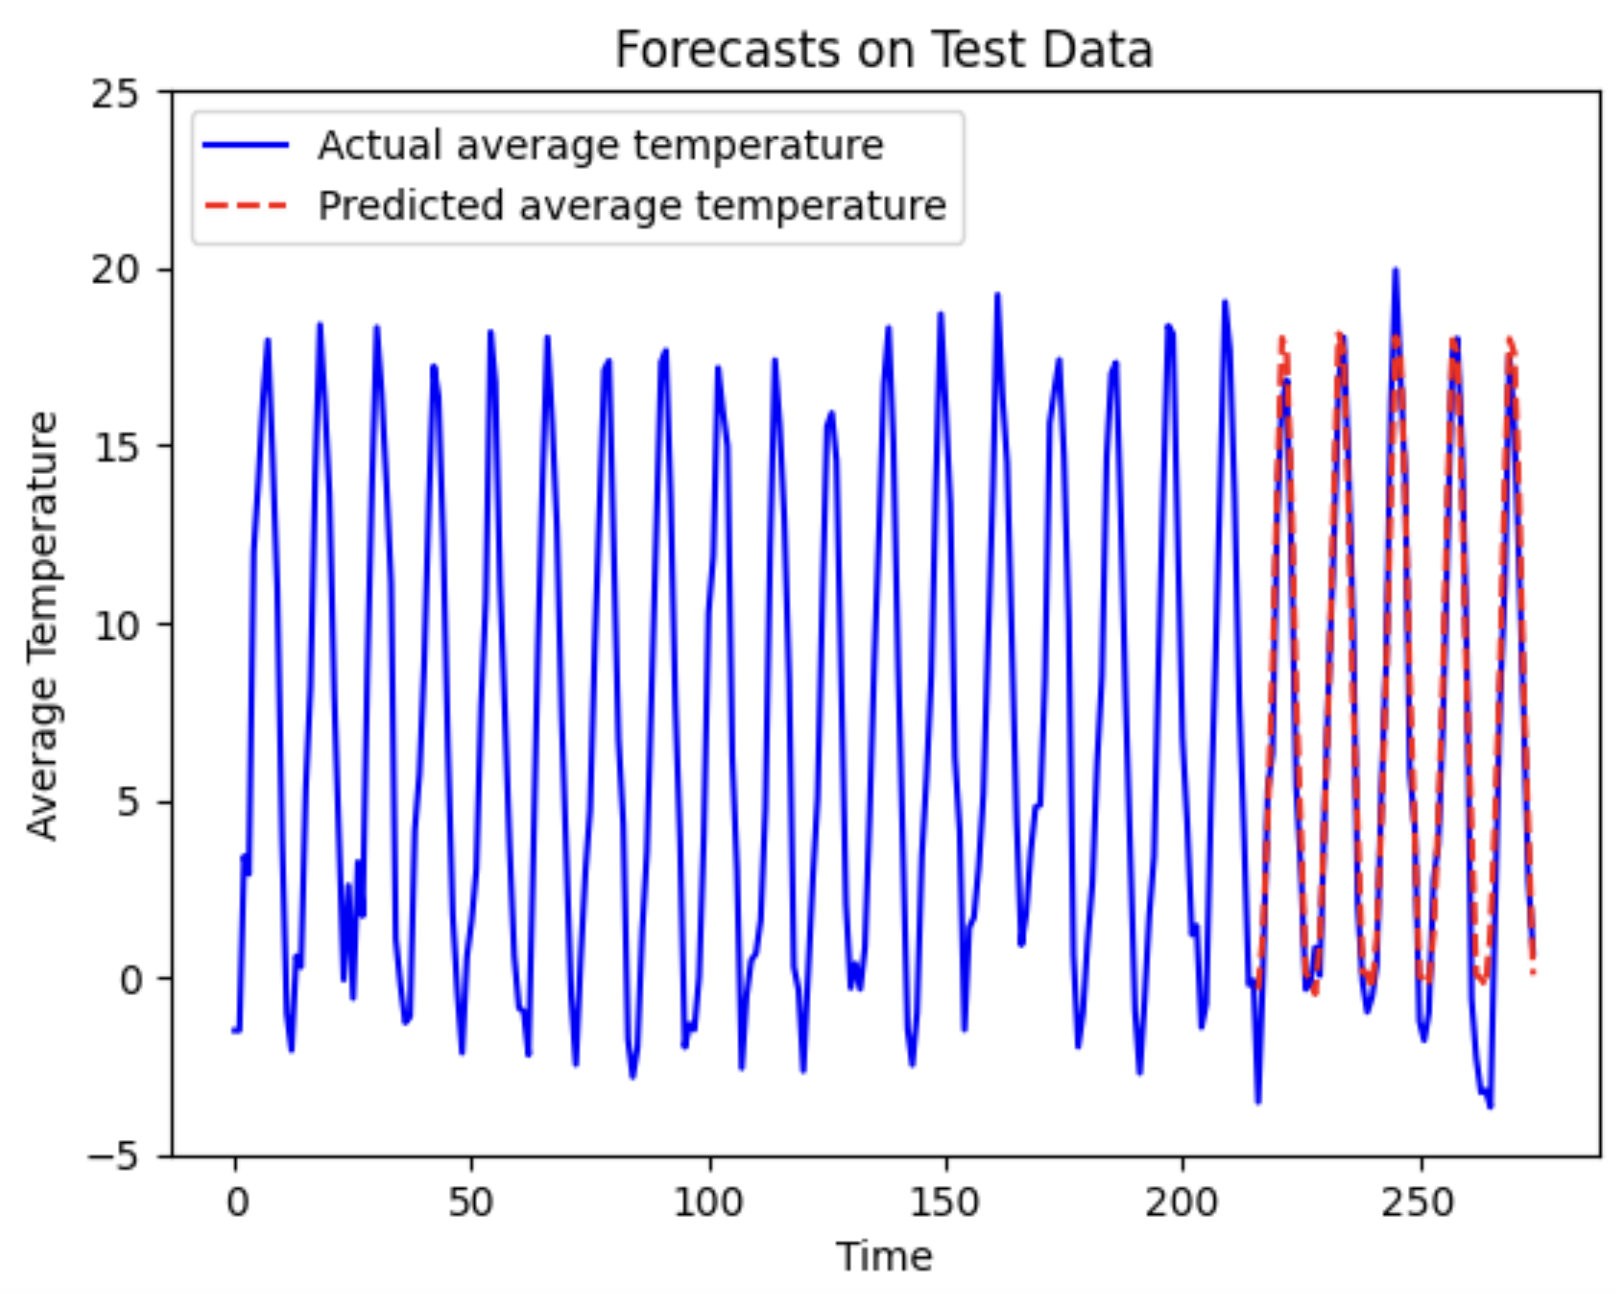 Forecasts on Test Data
25
Actual average temperature
Predicted average temperature
20
15
10
5
0
−5
Average Temperature
0 50 100 150 200 250
Time